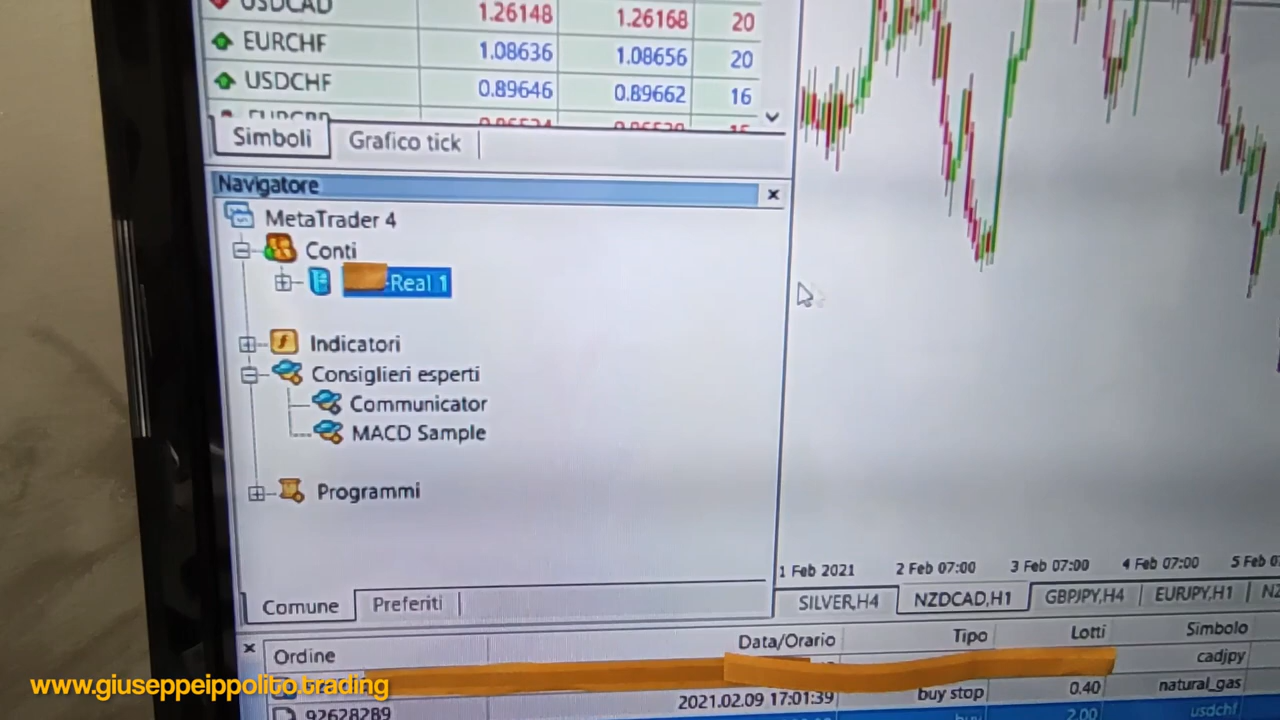 USDCAD 1.26148 1.26168 20
EURCHF 1.08636 1.08656 20
USDCHF 0.89646 0.89662 16
Simboli Grafico tick
Navigatore
MetaTrader 4
Conti
-Real 1
Indicatori
Consiglieri esperti
Communicator
MACD Sample
Programmi
Comune Preferiti
1 Feb 2021 2 Feb 07:00 3 Feb 07:00 4 Feb 07:00 5 Feb
SILVER,H4 NZDCAD,H1 GBPJPY,H4 EURJPY,H1
Ordine Data/Orario Tipo Lotti Simbolo
cadjpy
2021.02.09 17:01:39 buy stop 0.40 natural_gas
92628289 2.00 usdchf
www.giuseppeippolito.trading